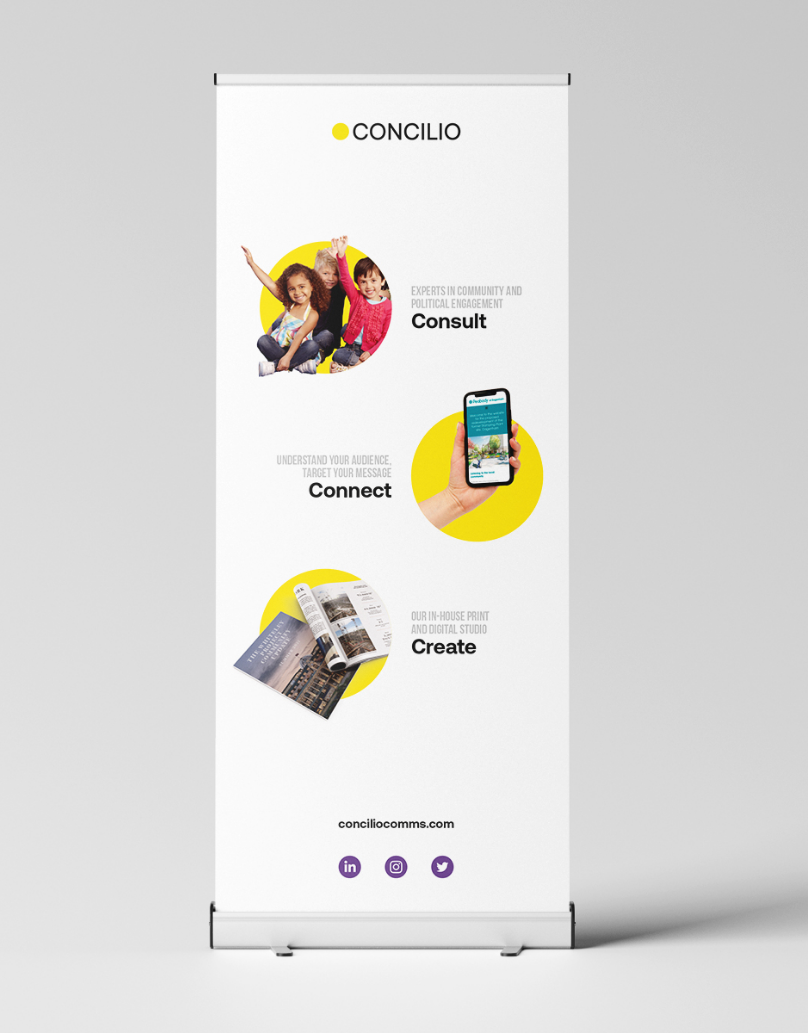 CONCILIO
EXPERTS IN COMMUNITY AND
POLITICAL ENGAGEMENT
Consult
UNDERSTAND YOUR AUDIENCE,
TARGET YOUR MESSAGE
Connect
OUR IN-HOUSE PRINT
AND DIGITAL STUDIO
Create
conciliocomms.com
in